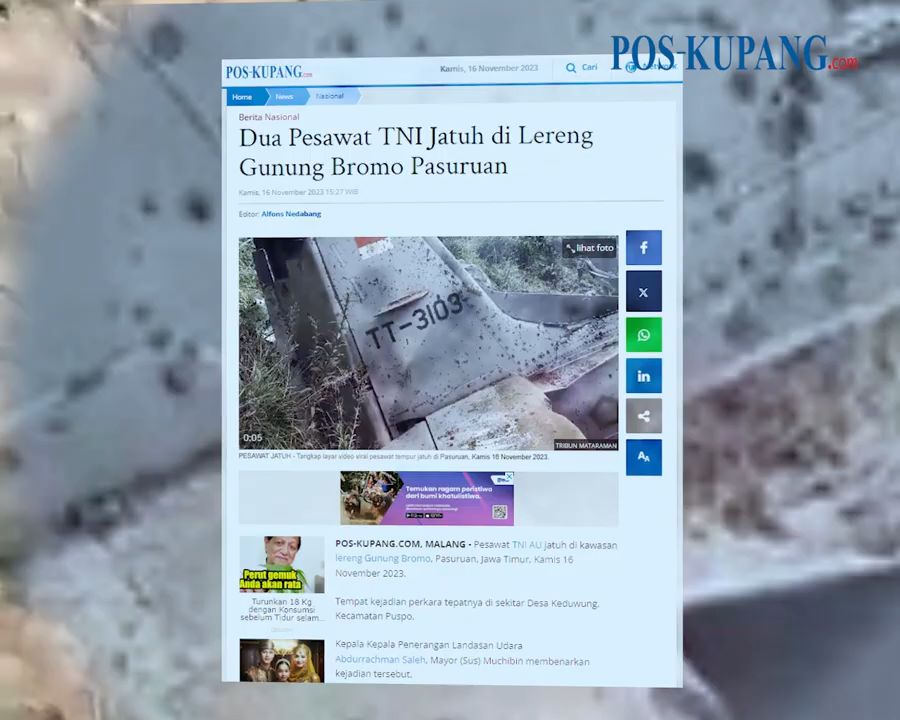 POS-KUPANG.com
POS-KUPANG.com
Kamis, 16 November 2023
Cari
Network
Home
News
Nasional
Berita Nasional
Dua Pesawat TNI Jatuh di Lereng
Gunung Bromo Pasuruan
Kamis, 16 November 2023 15:27 WIB
Editor: Alfons Nedabang
lihat foto
TT-3103
0:05
TRIBUN MATARAMAN
PESAWAT JATUH - Tangkap layar video viral pesawat tempur jatuh di Pasuruan, Kamis 16 November 2023.
Temukan ragam peristiwa
dari bumi khatulistiwa.
POS-KUPANG.COM, MALANG - Pesawat TNI AU jatuh di kawasan
lereng Gunung Bromo, Pasuruan, Jawa Timur, Kamis 16
November 2023.
Perut gemuk
Anda akan rata
Turunkan 18 Kg
dengan Konsumsi
sebelum Tidur selam...
Tempat kejadian perkara tepatnya di sekitar Desa Keduwung,
Kecamatan Puspo.
Kepala Kepala Penerangan Landasan Udara
Abdurrachman Saleh, Mayor (Sus) Muchibin membenarkan
kejadian tersebut.